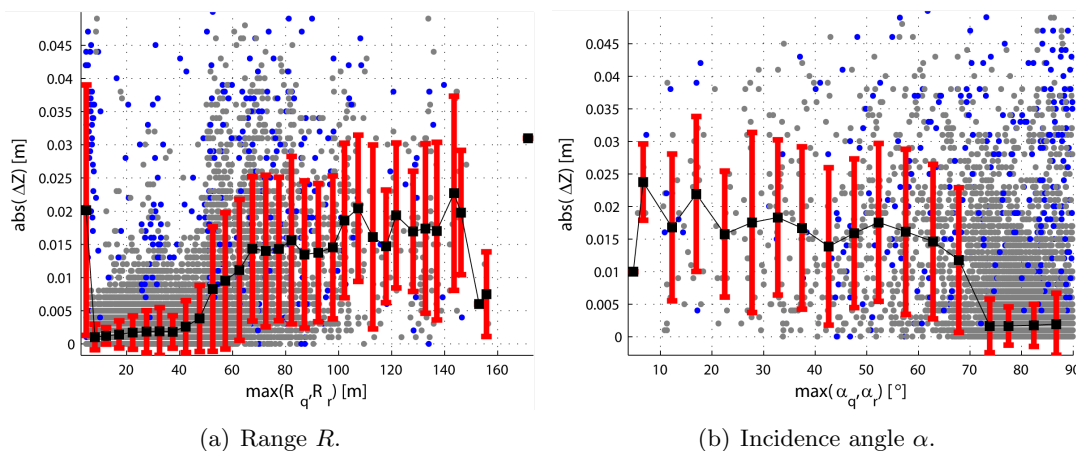 0.045
0.04
0.035
0.03
0.025
0.02
0.015
0.01
0.005
0
abs( ΔZ) [m]
20 40 60 80 100 120 140 160
max(R_q,R_r) [m]
(a) Range R.
0.045
0.04
0.035
0.03
0.025
0.02
0.015
0.01
0.005
0
abs( ΔZ) [m]
10 20 30 40 50 60 70 80 90
max(α_q,α_r) [°]
(b) Incidence angle α.